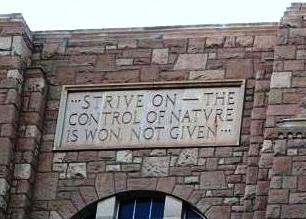 ...STRIVE ON — THE
CONTROL OF NATVRE
IS WON, NOT GIVEN...